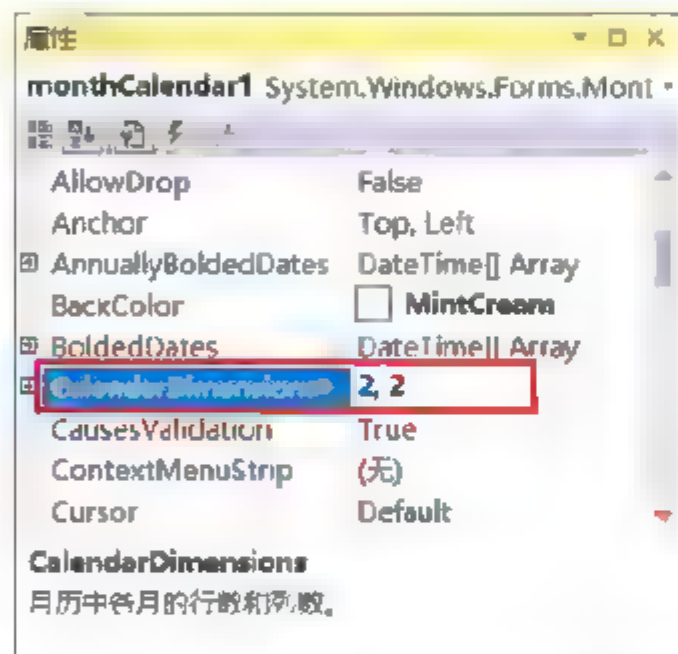 属性
monthCalendar1 System.Windows.Forms.Mont
AllowDrop False
Anchor Top, Left
AnnuallyBoldedDates DateTime[] Array
BackColor MintCream
BoldedDates DateTime[] Array
CalendarDimensions 2, 2
CausesValidation True
ContextMenuStrip (无)
Cursor Default
CalendarDimensions
月历中各月的行数和列数。